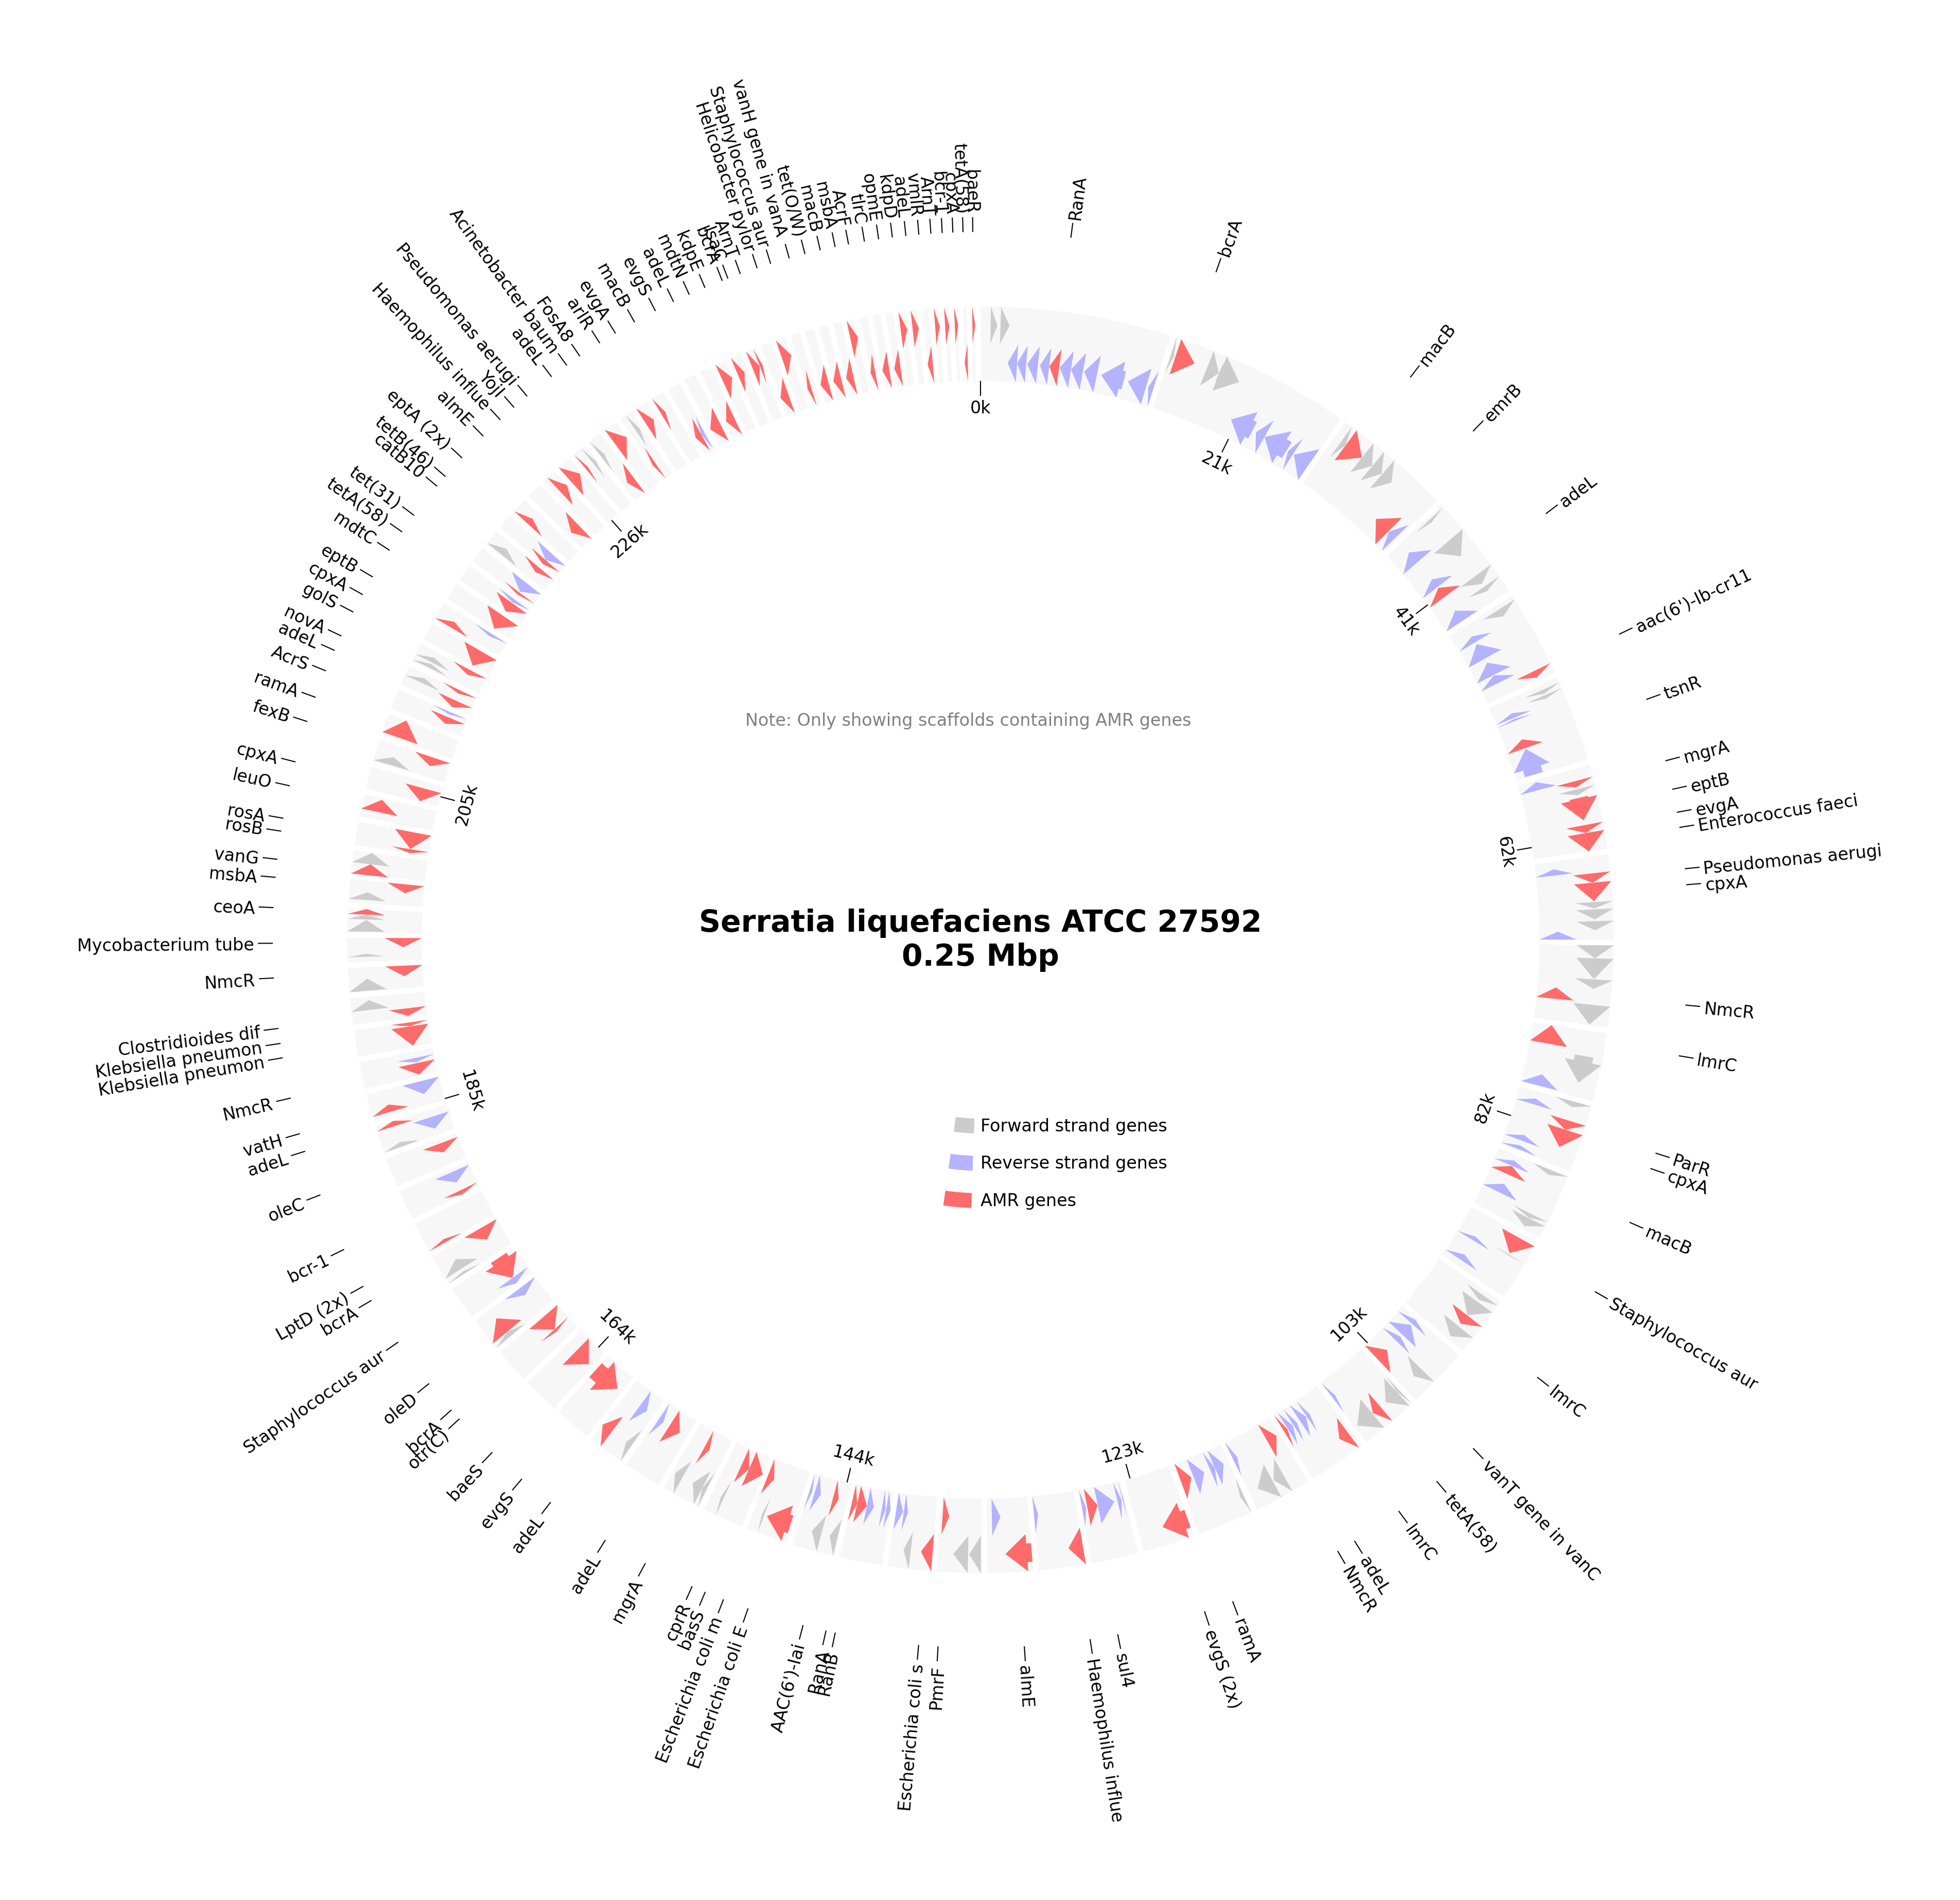 RanA
bcrA
macB
emrB
adeL
aac(6')-Ib-cr11
tsnR
mgrA
eptB
evgA
Enterococcus faeci
Pseudomonas aerugi
cpxA
NmcR
lmrC
ParR
cpxA
macB
Staphylococcus aur
lmrC
vanT gene in vanC
tetA(58)
lmrC
adeL
NmcR
ramA
evgS (2x)
sul4
Haemophilus influe
almE
PmrF
Escherichia coli s
RanB
RanA
AAC(6')-Iai
Escherichia coli E
Escherichia coli m
basS
cprR
mgrA
adeL
adeL
evgS
baeS
otr(C)
bcrA
oleD
Staphylococcus aur
bcrA
LptD (2x)
bcr-1
oleC
adeL
vatH
NmcR
Klebsiella pneumon
Klebsiella pneumon
Clostridioides dif
NmcR
Mycobacterium tube
ceoA
msbA
vanG
rosB
rosA
leuO
cpxA
fexB
ramA
AcrS
adeL
novA
golS
cpxA
eptB
mdtC
tetA(58)
tet(31)
catB10
tetB(46)
eptA (2x)
almE
Haemophilus influe
YojI
Pseudomonas aerugi
adeL
Acinetobacter baum
FosA8
arlR
evgA
macB
evgS
adeL
mdtN
kdpE
bcrA
ArnT
Helicobacter pylor
Staphylococcus aur
vanH gene in vanA
tet(O/W)
macB
msbA
AcrF
tlrC
opmE
kdpD
adeL
vmlR
ArnT
bcr-1
cpxA
tetA(58)
baeR
0k
21k
41k
62k
82k
103k
123k
144k
164k
185k
205k
226k
Note: Only showing scaffolds containing AMR genes
Serratia liquefaciens ATCC 27592
0.25 Mbp
Forward strand genes
Reverse strand genes
AMR genes